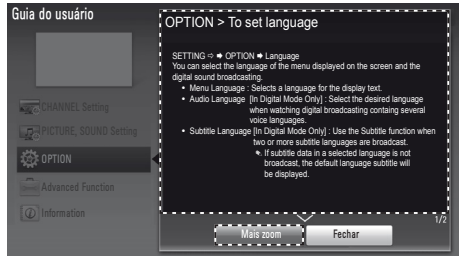 Guia do usuário
CHANNEL Setting
PICTURE, SOUND Setting
OPTION
Advanced Function
Information
OPTION > To set language
SETTING ⇨ ➡ OPTION ➡ Language
You can select the language of the menu displayed on the screen and the
digital sound broadcasting.
• Menu Language : Selects a language for the display text.
• Audio Language [In Digital Mode Only] : Select the desired language
when watching digital broadcasting containg several
voice languages.
• Subtitle Language [In Digital Mode Only] : Use the Subtitle function when
two or more subtitle languages are broadcast.
If subtitle data in a selected language is not
broadcast, the default language subtitle will
be displayed.
1/2
Mais zoom
Fechar